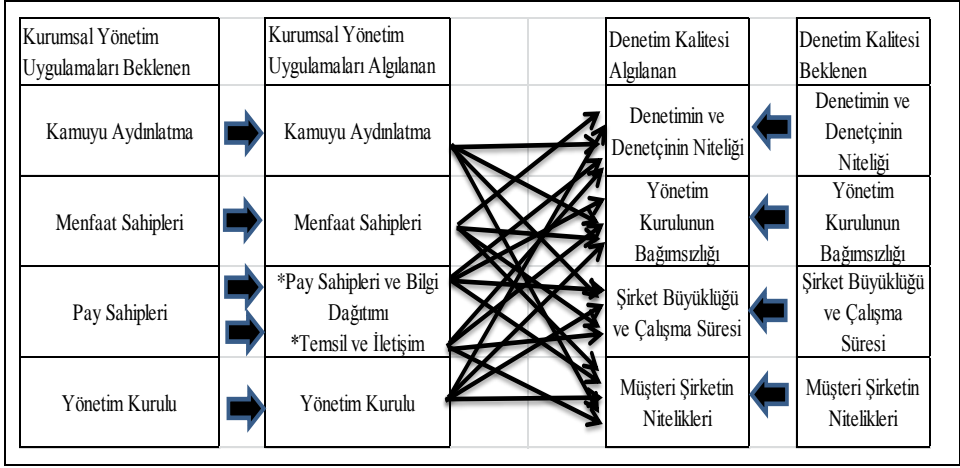 Kurumsal Yönetim
Uygulamaları Beklenen
Kurumsal Yönetim
Uygulamaları Algılanan
Denetim Kalitesi
Algılanan
Denetim Kalitesi
Beklenen
Kamuyu Aydınlatma
Kamuyu Aydınlatma
Denetimin ve
Denetçinin Niteliği
Denetimin ve
Denetçinin
Niteliği
Menfaat Sahipleri
Menfaat Sahipleri
Yönetim
Kurulunun
Bağımsızlığı
Yönetim
Kurulunun
Bağımsızlığı
Pay Sahipleri
*Pay Sahipleri ve Bilgi
Dağıtımı
*Temsil ve İletişim
Şirket Büyüklüğü
ve Çalışma Süresi
Şirket Büyüklüğü
ve Çalışma
Süresi
Yönetim Kurulu
Yönetim Kurulu
Müşteri Şirketin
Nitelikleri
Müşteri Şirketin
Nitelikleri